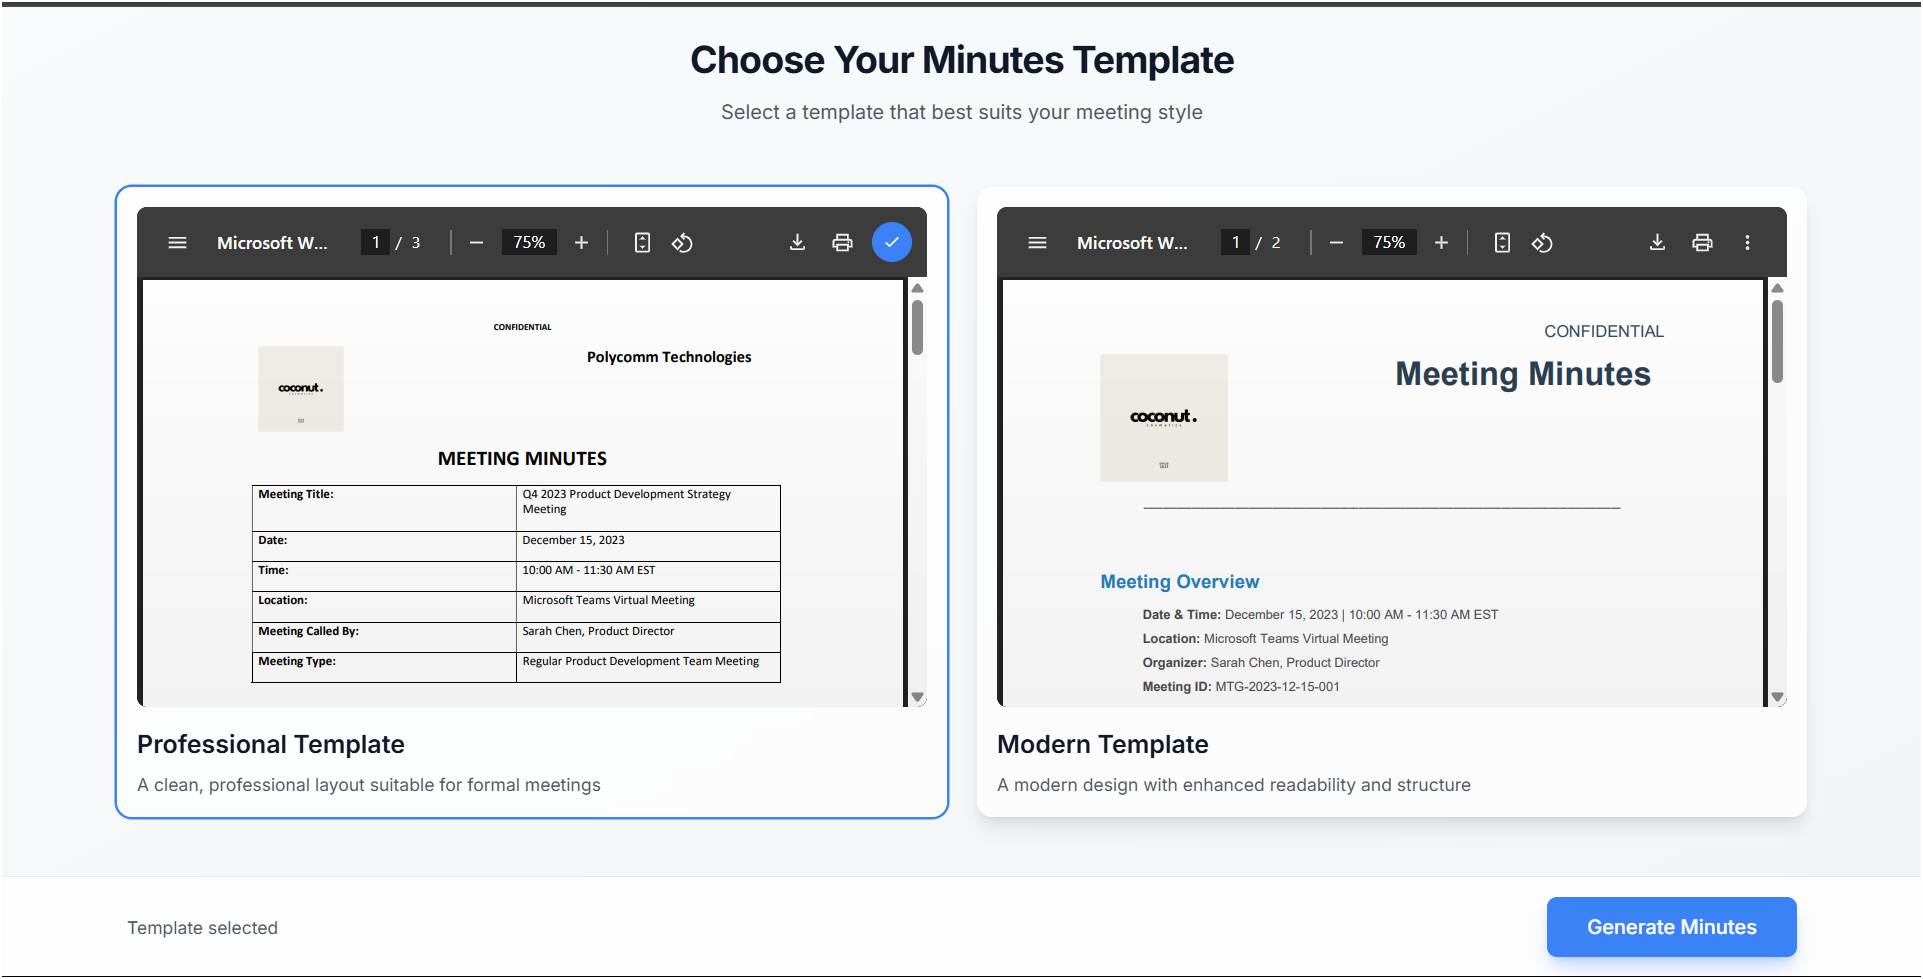 Choose Your Minutes Template
Select a template that best suits your meeting style
Microsoft W...
1 / 3
75%
CONFIDENTIAL
Polycomm Technologies
coconut.
cosmetics
MEETING MINUTES
Meeting Title: Q4 2023 Product Development Strategy
Meeting
Date: December 15, 2023
Time: 10:00 AM - 11:30 AM EST
Location: Microsoft Teams Virtual Meeting
Meeting Called By: Sarah Chen, Product Director
Meeting Type: Regular Product Development Team Meeting
Professional Template
A clean, professional layout suitable for formal meetings
Microsoft W...
1 / 2
75%
CONFIDENTIAL
Meeting Minutes
coconut.
cosmetics
Meeting Overview
Date & Time: December 15, 2023 | 10:00 AM - 11:30 AM EST
Location: Microsoft Teams Virtual Meeting
Organizer: Sarah Chen, Product Director
Meeting ID: MTG-2023-12-15-001
Modern Template
A modern design with enhanced readability and structure
Template selected
Generate Minutes